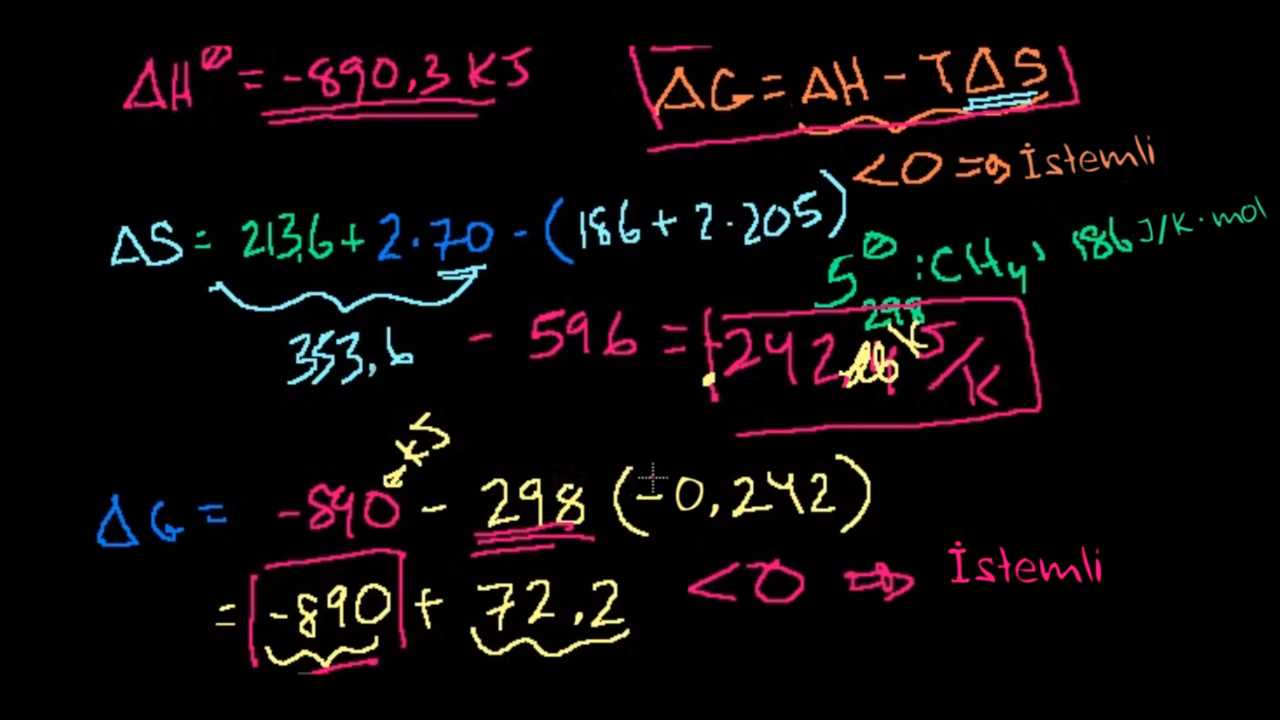 ΔH° = -890,3 KJ
ΔG = ΔH - TΔS
<0 ⇒ İstemli
ΔS = 213,6 + 2.70 - (186 + 2.205)
S°298 : CH4, 186 J/K.mol
353,6 - 596 = -242, J/K
ΔG = -890 KJ - 298 (-0,242)
= -890 + 72.2 <0 ⇒ İstemli